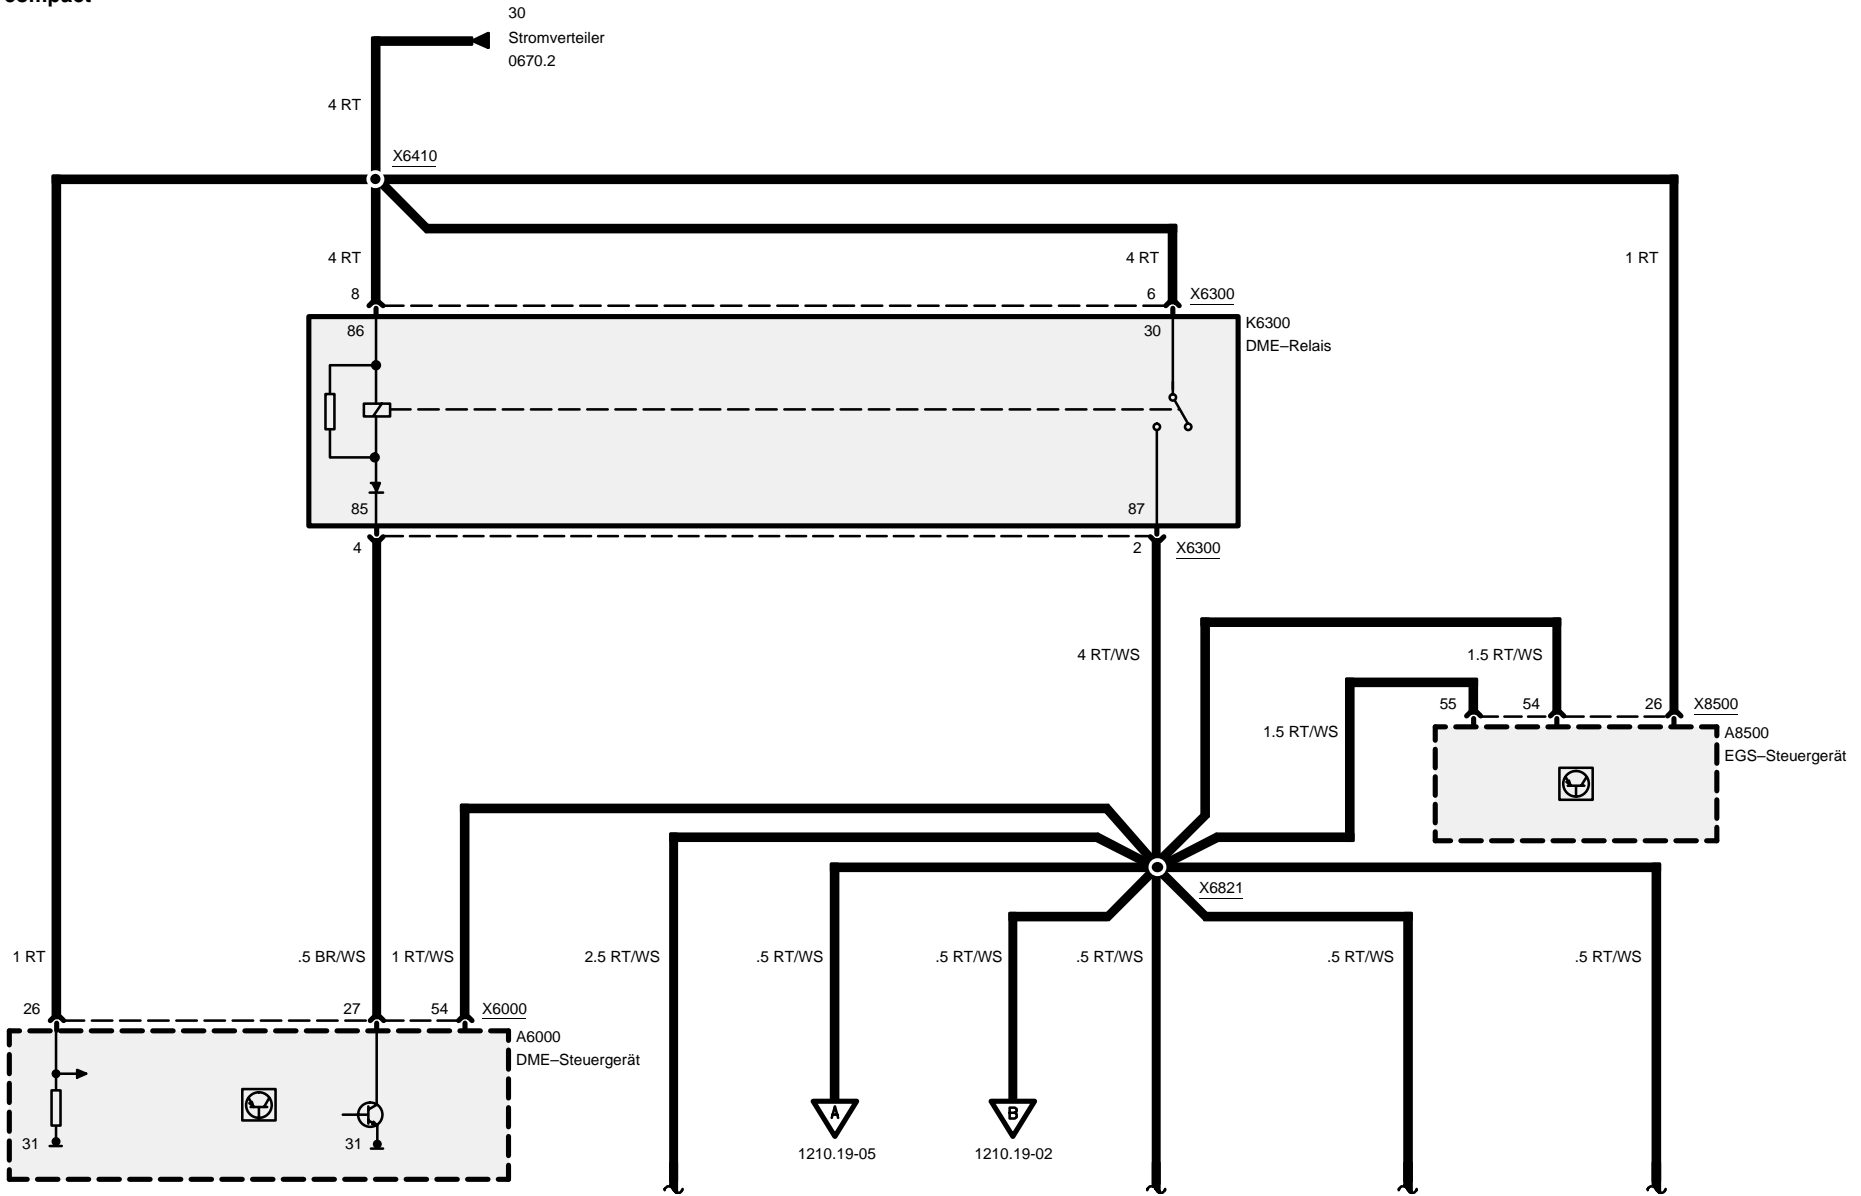 compact
30
Stromverteiler
0670.2
4 RT
X6410
4 RT
4 RT
1 RT
8
6
X6300
86
30
K6300
DME–Relais
85
87
4
2
X6300
4 RT/WS
1.5 RT/WS
55
54
26
X8500
1.5 RT/WS
A8500
EGS–Steuergerät
X6821
1 RT
.5 BR/WS
1 RT/WS
2.5 RT/WS
.5 RT/WS
.5 RT/WS
.5 RT/WS
.5 RT/WS
.5 RT/WS
26
27
54
X6000
A6000
DME–Steuergerät
A
B
31
31
1210.19-05
1210.19-02